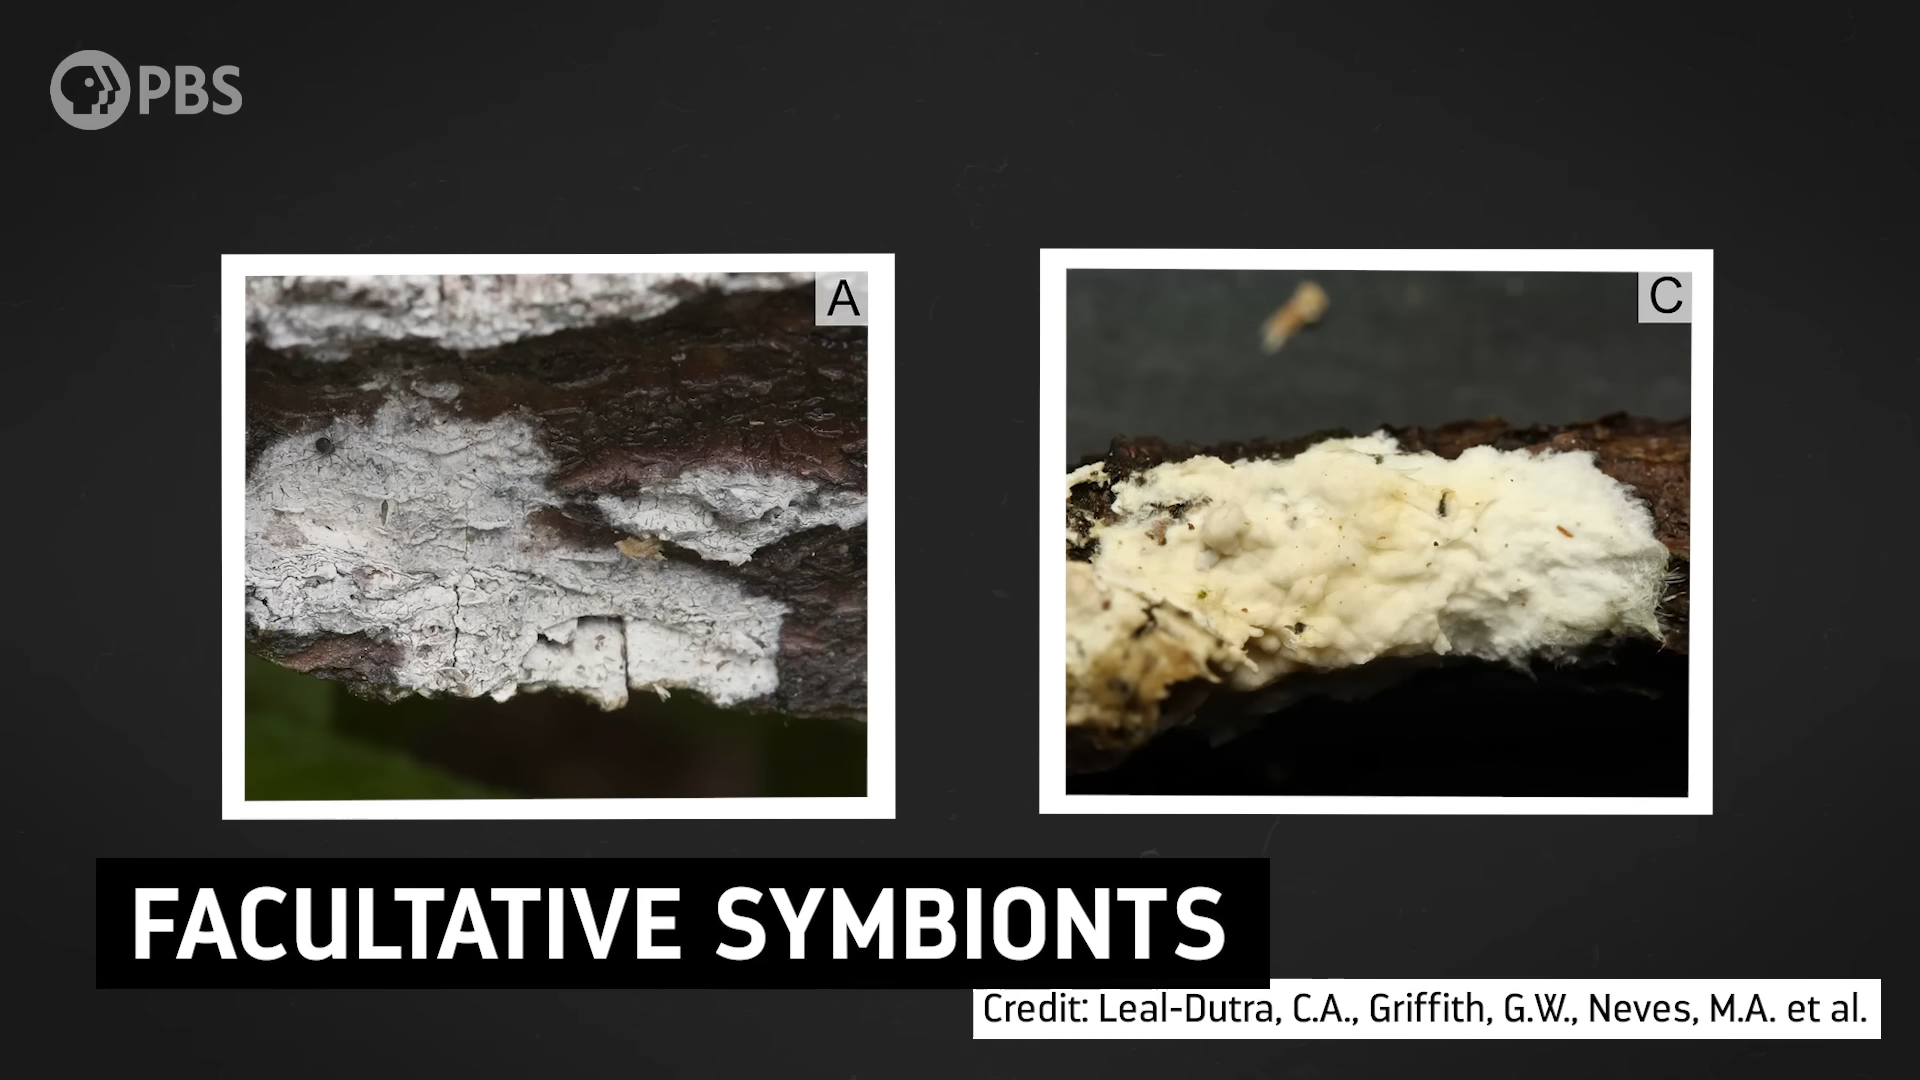 PBS
A
C
FACULTATIVE SYMBIONTS
Credit: Leal-Dutra, C.A., Griffith, G.W., Neves, M.A. et al.